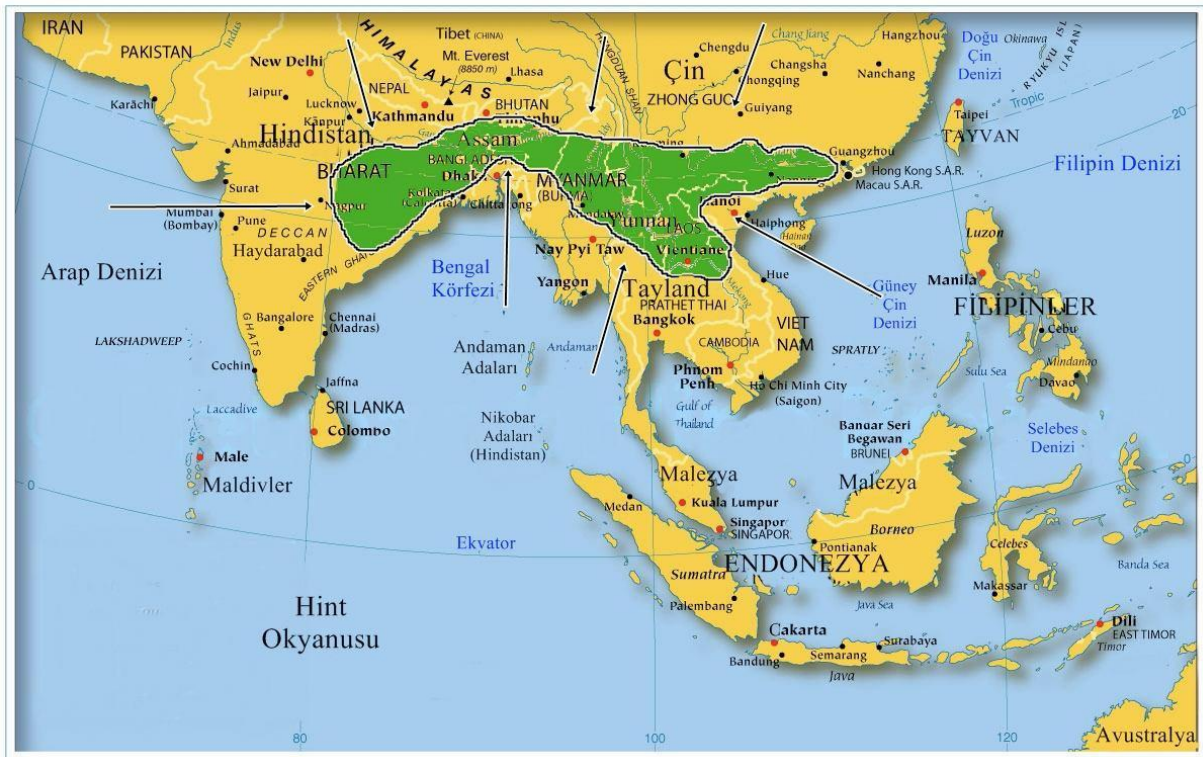 IRAN
PAKISTAN
Indus
New Delhi
Karāchi
Jaipur
Lucknow
Kānpur
HIMALAYAS
Tibet (CHINA)
Mt. Everest
(8850 m)
Lhasa
NEPAL
Kathmandu
BHUTAN
HENGDUAN SHAN
Chengdu
Çin
Chongqing
ZHONG GUO
Guiyang
Chang Jiang
Changsha
Hangzhou
Nanchang
Doğu
Çin
Denizi
Okinawa
RYUKYU ISL
(JAPAN)
Tropic
Taipei
TAYVAN
Filipin Denizi
Hindistan
Ahmadabad
BHARAT
Assam
Dhaka
Kolkata
Chittagong
MYANMAR
(BURMA)
Yunnan
LAOS
Vientiane
Nanning
Guangzhou
Hong Kong S.A.R.
Macau S.A.R.
Haiphong
Surat
Mumbai
(Bombay)
Pune
Nagpur
DECCAN
Haydarabad
EASTERN
Arap Denizi
Bengal
Körfezi
Nay Pyi Taw
Yangon
Tayland
PRATHET THAI
Bangkok
Hue
Güney
Çin
Denizi
Luzon
Manila
FİLİPİNLER
Cebu
Bangalore
Chennai
(Madras)
GHATS
LAKSHADWEEP
Cochin
Jaffna
SRI LANKA
Colombo
Laccadive
Male
Maldivler
Andaman
Adaları
Andaman
Nikobar
Adaları
(Hindistan)
CAMBODIA
VIET
NAM
Phnom
Penh
Ho Chi Minh City
(Saigon)
Gulf of
Thailand
SPRATLY
Sulu Sea
Mindanao
Davao
Selebes
Denizi
Bandar Seri
Begawan
BRUNEI
Malezya
Malezya
Kuala Lumpur
Medan
Singapor
SINGAPOR
Borneo
Pontianak
Celebes
Makassar
Banda Sea
0
0
Ekvator
ENDONEZYA
Sumatra
Palembang
Java Sea
Hint
Okyanusu
Cakarta
Bandung
Semarang
Surabaya
Java
Dili
EAST TIMOR
Timor
Avustralya
80
100
120